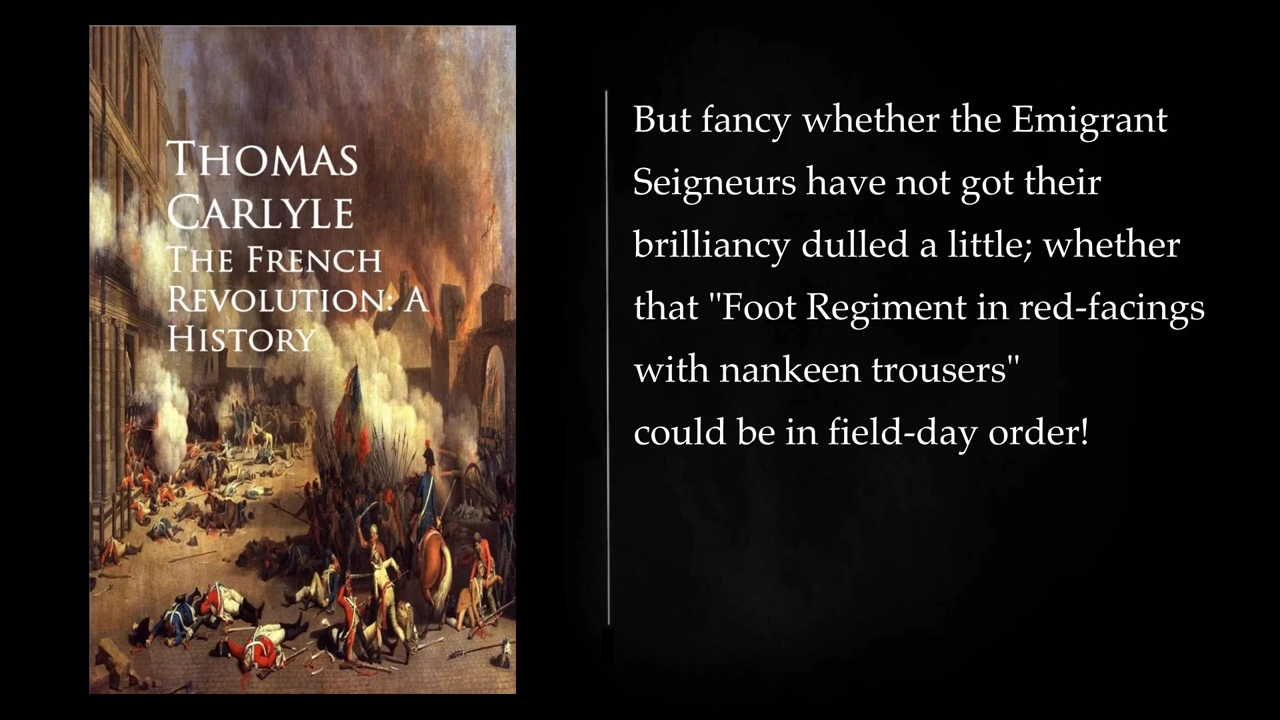 THOMAS
CARLYLE
THE FRENCH
REVOLUTION: A
HISTORY
But fancy whether the Emigrant
Seigneurs have not got their
brilliancy dulled a little; whether
that "Foot Regiment in red-facings
with nankeen trousers"
could be in field-day order!